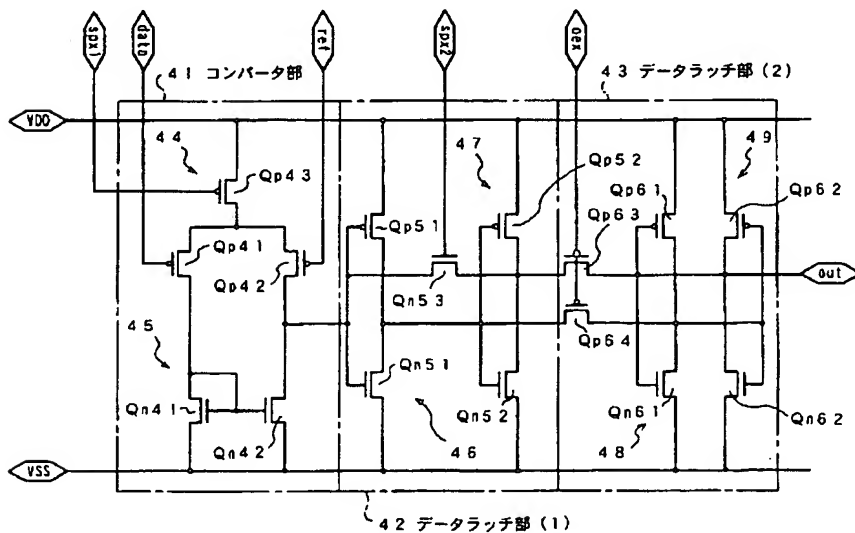 spx1
data
ref
spx2
oex
41 コンパータ部
43 データラッチ部 (2)
VDD
44
47
49
Qp43
Qp51
Qp52
Qp61
Qp62
Qp63
Qp41
Qp42
Qn53
out
Qp64
45
Qn51
Qn41
Qn42
Qn52
Qn61
Qn62
46
48
VSS
42 データラッチ部 (1)